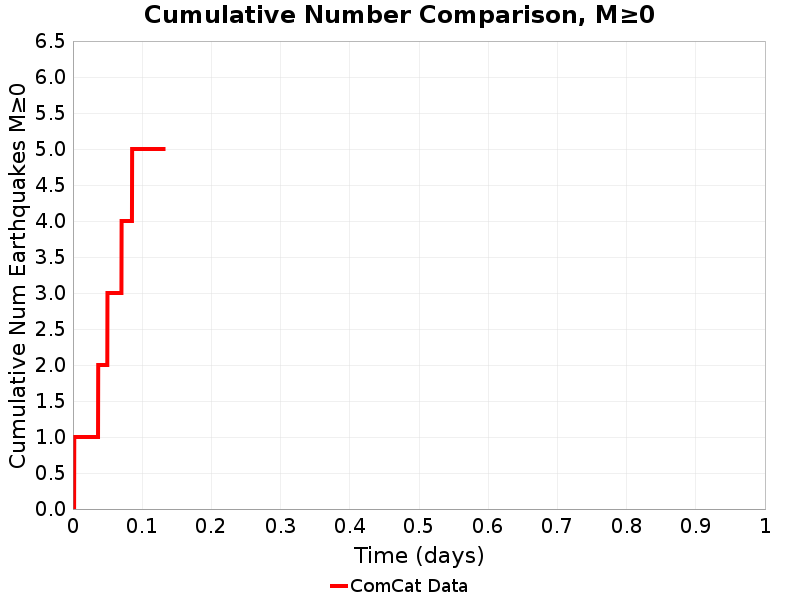 Cumulative Number Comparison, M≥0
Cumulative Num Earthquakes M≥0
6.5
6.0
5.5
5.0
4.5
4.0
3.5
3.0
2.5
2.0
1.5
1.0
0.5
0.0
0 0.1 0.2 0.3 0.4 0.5 0.6 0.7 0.8 0.9 1
Time (days)
ComCat Data